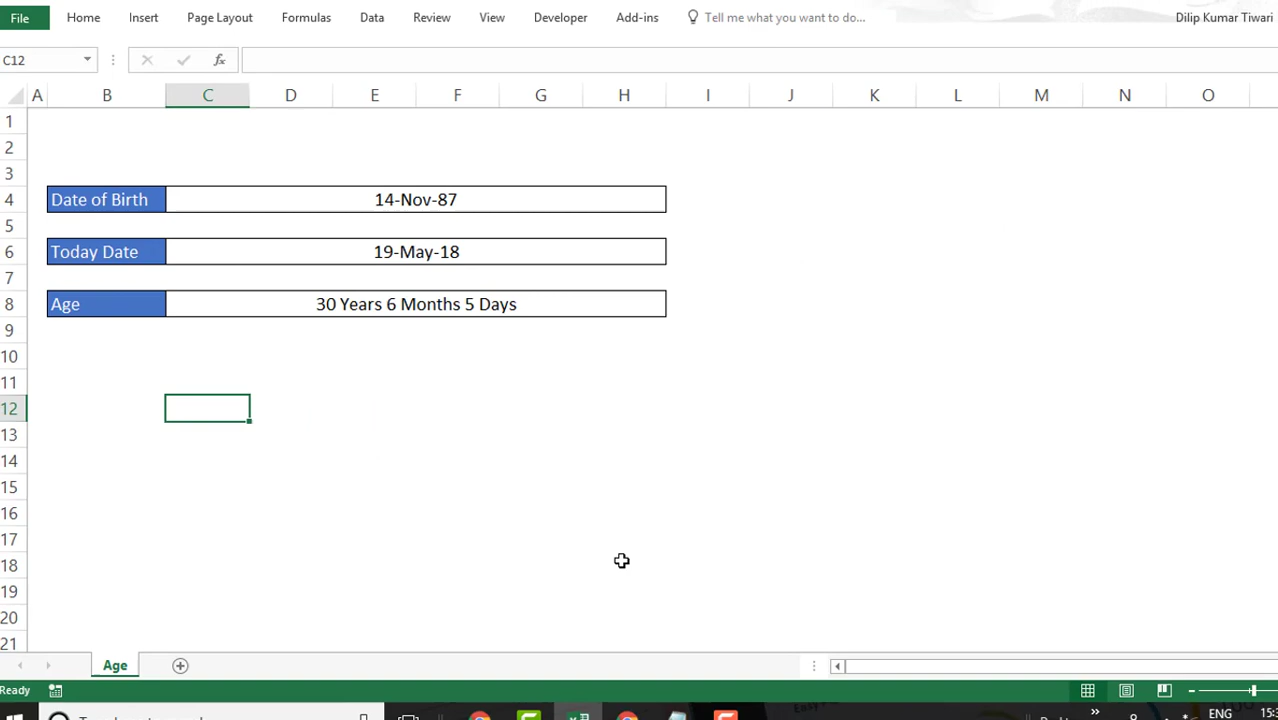 File Home Insert Page Layout Formulas Data Review View Developer Add-ins Tell me what you want to do... Dilip Kumar Tiwari
C12 fx
A B C D E F G H I J K L M N O
1
2
3
4 Date of Birth 14-Nov-87
5
6 Today Date 19-May-18
7
8 Age 30 Years 6 Months 5 Days
9
10
11
12
13
14
15
16
17
18
19
20
21
Age
Ready
ENG